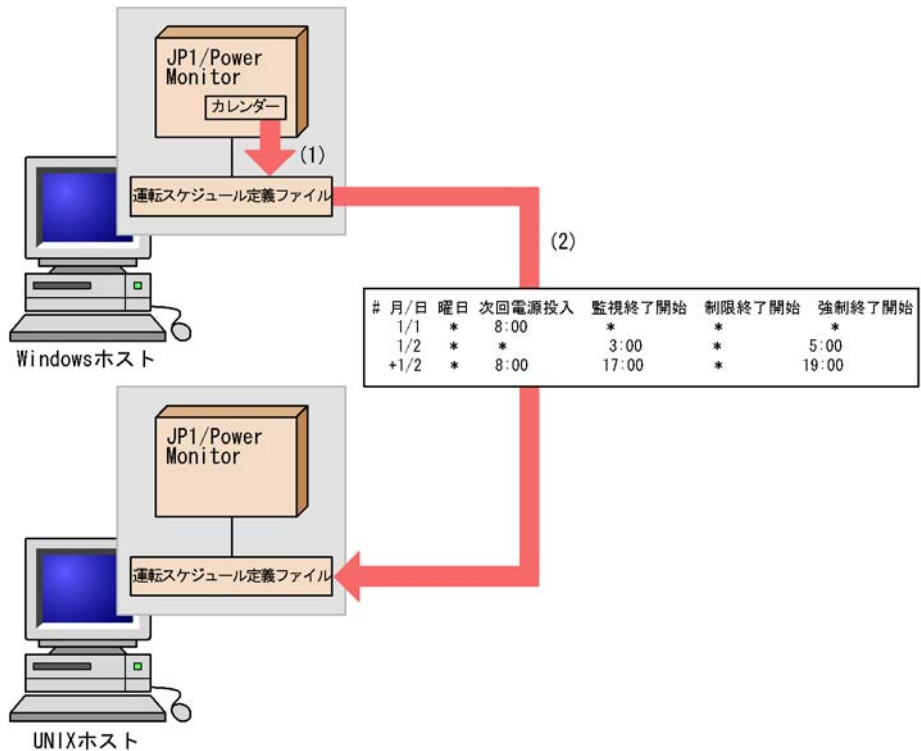 JP1/Power
Monitor
カレンダー
(1)
運転スケジュール定義ファイル
(2)
# 月/日 曜日 次回電源投入 監視終了開始 制限終了開始 強制終了開始
1/1 * 8:00 * * *
1/2 * * 3:00 * 5:00
+1/2 * 8:00 17:00 * 19:00
Windowsホスト
JP1/Power
Monitor
運転スケジュール定義ファイル
UNIXホスト